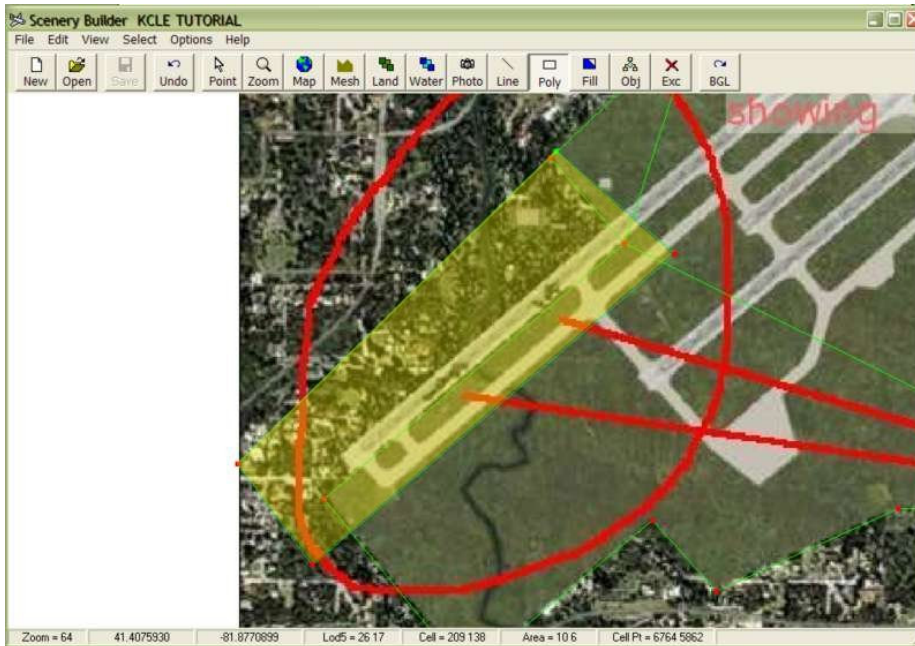 Scenery Builder KCLE TUTORIAL
File Edit View Select Options Help
New Open Save Undo Point Zoom Map Mesh Land Water Photo Line Poly Fill Obj Exc BGL
showing
Zoom = 64 41.4075930 -81.8770899 Lod5 = 26 17 Cell = 209 138 Area = 10 6 Cell Pt = 6764 5862